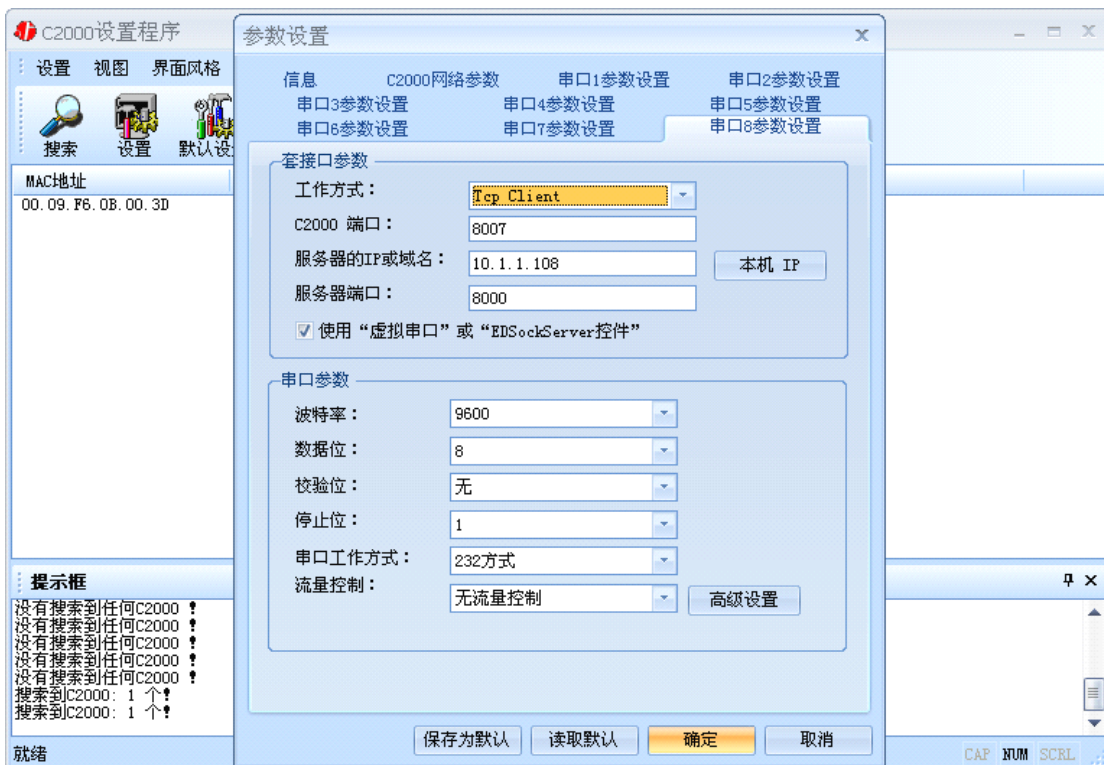 C2000设置程序
设置 视图 界面风格
搜索 设置 默认设
MAC地址
00.09.F6.0B.00.3D
参数设置
信息 C2000网络参数 串口1参数设置 串口2参数设置
串口3参数设置 串口4参数设置 串口5参数设置
串口6参数设置 串口7参数设置 串口8参数设置
套接口参数
工作方式： Tcp Client
C2000 端口： 8007
服务器的IP或域名： 10.1.1.108 本机 IP
服务器端口： 8000
使用“虚拟串口”或“EDSockServer控件”
串口参数
波特率： 9600
数据位： 8
校验位： 无
停止位： 1
串口工作方式： 232方式
流量控制： 无流量控制 高级设置
保存为默认 读取默认 确定 取消
提示框
没有搜索到任何C2000 ！
没有搜索到任何C2000 ！
没有搜索到任何C2000 ！
没有搜索到任何C2000 ！
没有搜索到任何C2000 ！
搜索到C2000: 1 个！
搜索到C2000: 1 个！
就绪
CAP NUM SCRL